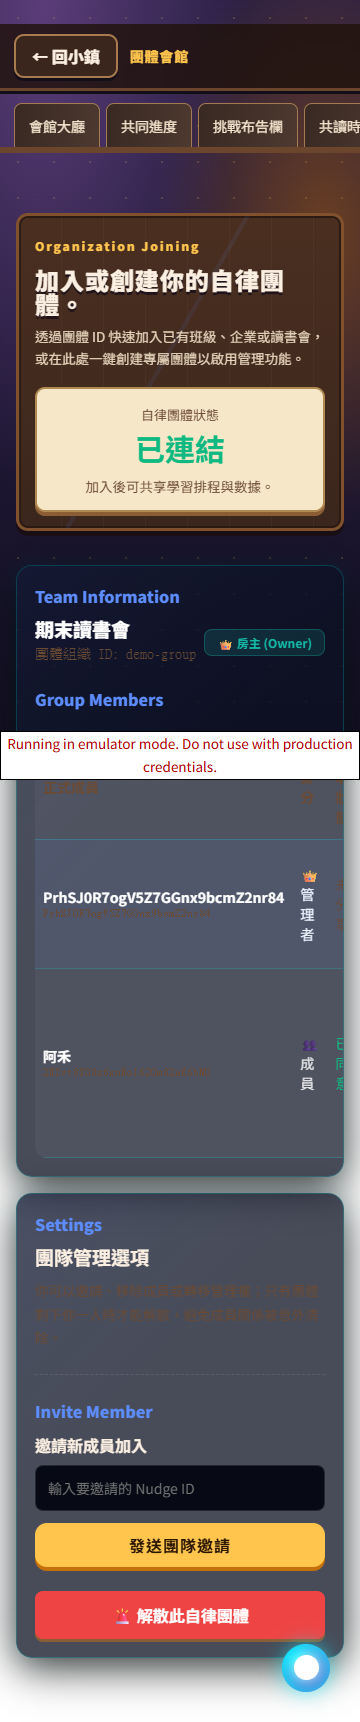 ← 回小鎮
團體會館
會館大廳
共同進度
挑戰布告欄
共讀時
Organization Joining
加入或創建你的自律團
體。
透過團體 ID 快速加入已有班級、企業或讀書會，
或在此處一鍵創建專屬團體以啟用管理功能。
自律團體狀態
已連結
加入後可共享學習排程與數據。
Team Information
期末讀書會
團體組織 ID: demo-group
房主 (Owner)
Group Members
Running in emulator mode. Do not use with production
credentials.
PrhSJ0R7ogV5Z7GGnx9bcmZ2nr84
管
理
者
阿禾
成
員
已
同
意
Settings
團隊管理選項
Invite Member
邀請新成員加入
輸入要邀請的 Nudge ID
發送團隊邀請
解散此自律團體